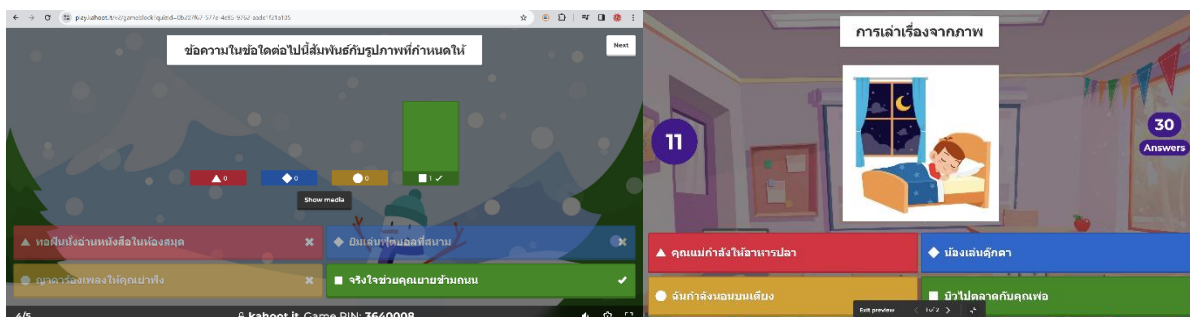 play.kahoot.it/v2/gameblock?quizId=
ข้อความในข้อใดต่อไปนี้สัมพันธ์กับรูปภาพที่กำหนดให้
Next
0
0
0
1
Show media
ทอฝันนั่งอ่านหนังสือในห้องสมุด
ยิมเล่นฟุตบอลที่สนาม
ญาดาร้องเพลงให้คุณย่าฟัง
จริงใจช่วยคุณยายข้ามถนน
4/5
kahoot.it Game PIN: 3640008
การเล่าเรื่องจากภาพ
11
30
Answers
คุณแม่กำลังให้อาหารปลา
น้องเล่นตุ๊กตา
ฉันกำลังนอนบนเตียง
บัวไปตลาดกับคุณพ่อ
Exit preview
1 of 2